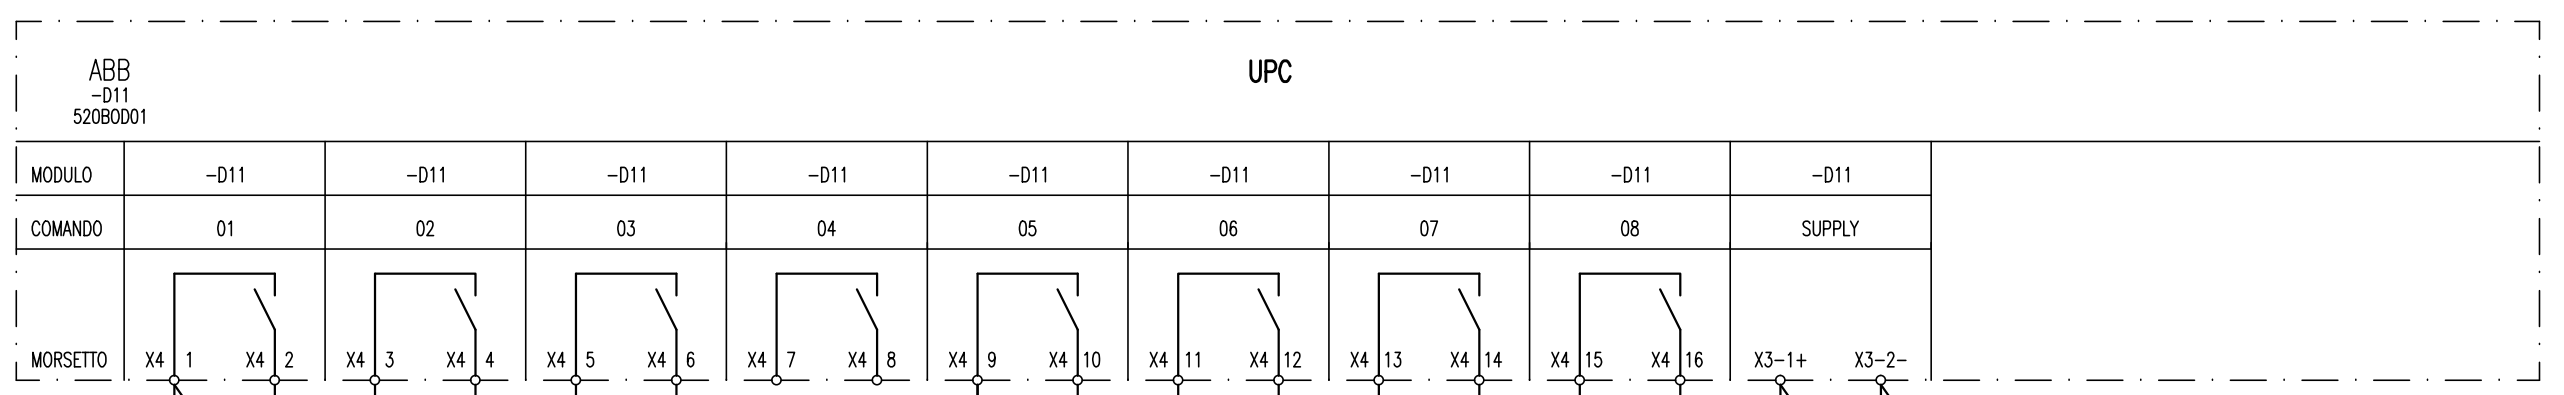 UPC
ABB
-D11
520BOD01
MODULO -D11 -D11 -D11 -D11 -D11 -D11 -D11 -D11 -D11
COMANDO 01 02 03 04 05 06 07 08 SUPPLY
MORSETTO X4 1 X4 2 X4 3 X4 4 X4 5 X4 6 X4 7 X4 8 X4 9 X4 10 X4 11 X4 12 X4 13 X4 14 X4 15 X4 16 X3-1+ X3-2-